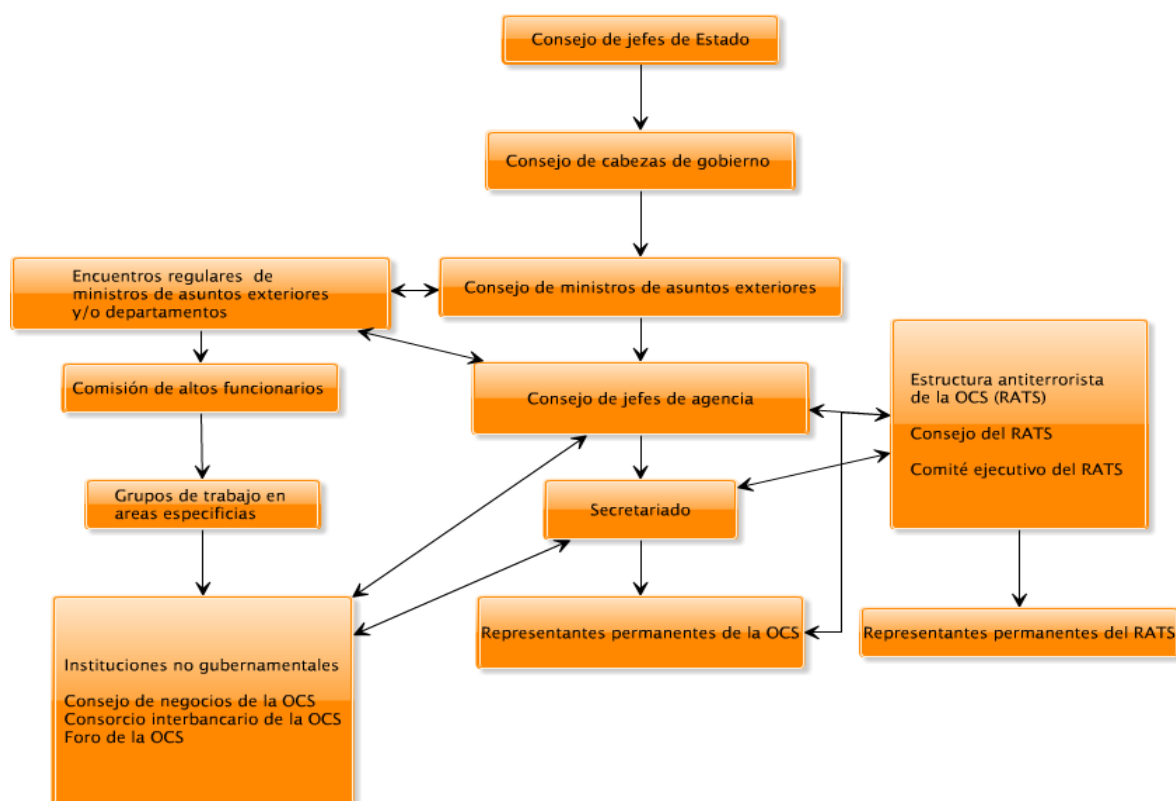 Consejo de jefes de Estado
Consejo de cabezas de gobierno
Encuentros regulares de
ministros de asuntos exteriores
y/o departamentos
Consejo de ministros de asuntos exteriores
Comisión de altos funcionarios
Consejo de jefes de agencia
Estructura antiterrorista
de la OCS (RATS)
Consejo del RATS
Comité ejecutivo del RATS
Grupos de trabajo en
areas especificias
Secretariado
Instituciones no gubernamentales
Consejo de negocios de la OCS
Consorcio interbancario de la OCS
Foro de la OCS
Representantes permanentes de la OCS
Representantes permanentes del RATS